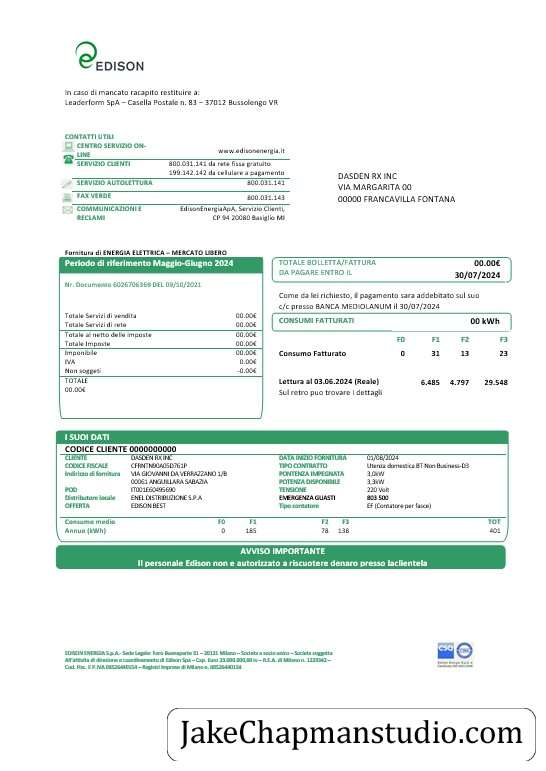 EDISON
In caso di mancato racapito restituire a:
Leaderform SpA – Casella Postale n. 83 – 37012 Bussolengo VR
CONTATTI UTILI
CENTRO SERVIZIO ON-LINE www.edisonenergia.it
SERVIZIO CLIENTI 800.031.141 da rete fissa gratuito
199.142.142 da cellulare a pagamento
SERVIZIO AUTOLETTURA 800.031.141
FAX VERDE 800.031.143
COMMUNICAZIONI E RECLAMI EdisonEnergiaApA, Servizio Clienti,
CP 94 20080 Basiglio MI
DASDEN RX INC
VIA.MARGARITA 00
00000 FRANCAVILLA FONTANA
Fornitura di ENERGIA ELETTRICA – MERCATO LIBERO
Periodo di riferimento Maggio-Giugno 2024
Nr. Documento 6026706369 DEL 09/10/2021
Totale Servizi di vendita 00.00€
Totale Servizi di rete 00.00€
Totale al netto delle imposte 00.00€
Totale Imposte 00.00€
Imponibile 00.00€
IVA 0.00€
Non soggeti -0.00€
TOTALE
00.00€
TOTALE BOLLETTA/FATTURA 00.00€
DA PAGARE ENTRO IL 30/07/2024
Come da lei richiesto, il pagamento sara addebitato sul suo
c/c presso BANCA MEDIOLANUM il 30/07/2024
CONSUMI FATTURATI 00 kWh
F0 F1 F2 F3
Consumo Fatturato 0 31 13 23
Lettura al 03.06.2024 (Reale) 6.485 4.797 29.548
Sul retro puo trovare i dettagli
I SUOI DATI
CODICE CLIENTE 0000000000
CLIENTE DASDEN RX INC
CODICE FISCALE CFRNTN90A05D761P
Indirizzo di fornitura VIA GIOVANNI DA VERRAZZANO 1/B
00061 ANGUILLARA SABAZIA
POD IT001E60495690
Distributore locale ENEL DISTRIBUZIONE S.P.A
OFFERTA EDISON BEST
DATA INIZIO FORNITURA 01/08/2024
TIPO CONTRATTO Utenza domestica BT Non Business-D3
PONTENZA IMPEGNATA 3,0kW
POTENZA DISPONIBILE 3,3kW
TENSIONE 220 Volt
EMERGENZA GUASTI 803 500
Tipo contatore EF (Contatore per fasce)
Consumo medio F0 F1 F2 F3 TOT
Annuo (kWh) 0 185 78 138 401
AVVISO IMPORTANTE
Il personale Edison non e autorizzato a riscuotere denaro presso laclientela
EDISON ENERGIA S.p.A.- Sede Legale: Foro Buonaparte 31 – 20121 Milano – Societa a socio unico – Societa soggetta
All'attivita di direzione e coordinamento di Edison Spa – Cap. Euro 23.000.000,00 iv – R.E.A. di Milano n. 1229342 –
Cod. Fisc. E P. IVA 08526440154 – Registri Imprese di Milano n. 08526440154
CSQ
JakeChapmanstudio.com